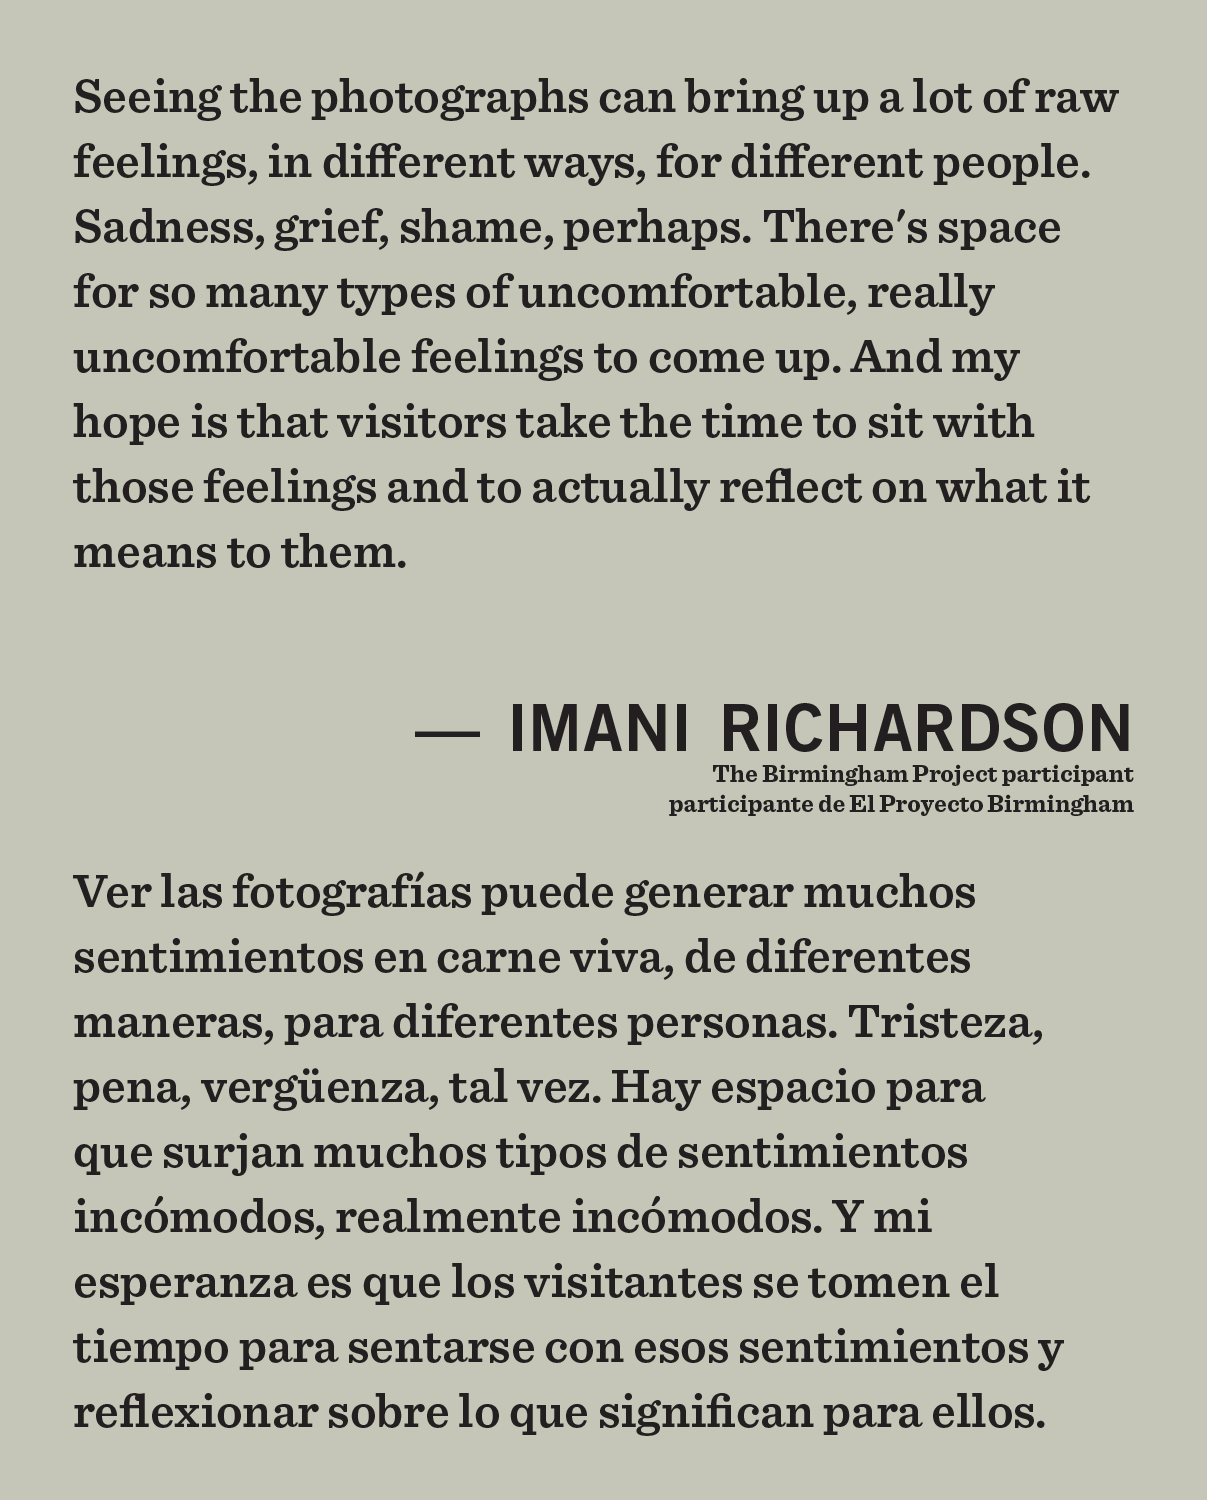 Seeing the photographs can bring up a lot of raw
feelings, in different ways, for different people.
Sadness, grief, shame, perhaps. There's space
for so many types of uncomfortable, really
uncomfortable feelings to come up. And my
hope is that visitors take the time to sit with
those feelings and to actually reflect on what it
means to them.
— IMANI RICHARDSON
The Birmingham Project participant
participante de El Proyecto Birmingham
Ver las fotografías puede generar muchos
sentimientos en carne viva, de diferentes
maneras, para diferentes personas. Tristeza,
pena, vergüenza, tal vez. Hay espacio para
que surjan muchos tipos de sentimientos
incómodos, realmente incómodos. Y mi
esperanza es que los visitantes se tomen el
tiempo para sentarse con esos sentimientos y
reflexionar sobre lo que significan para ellos.